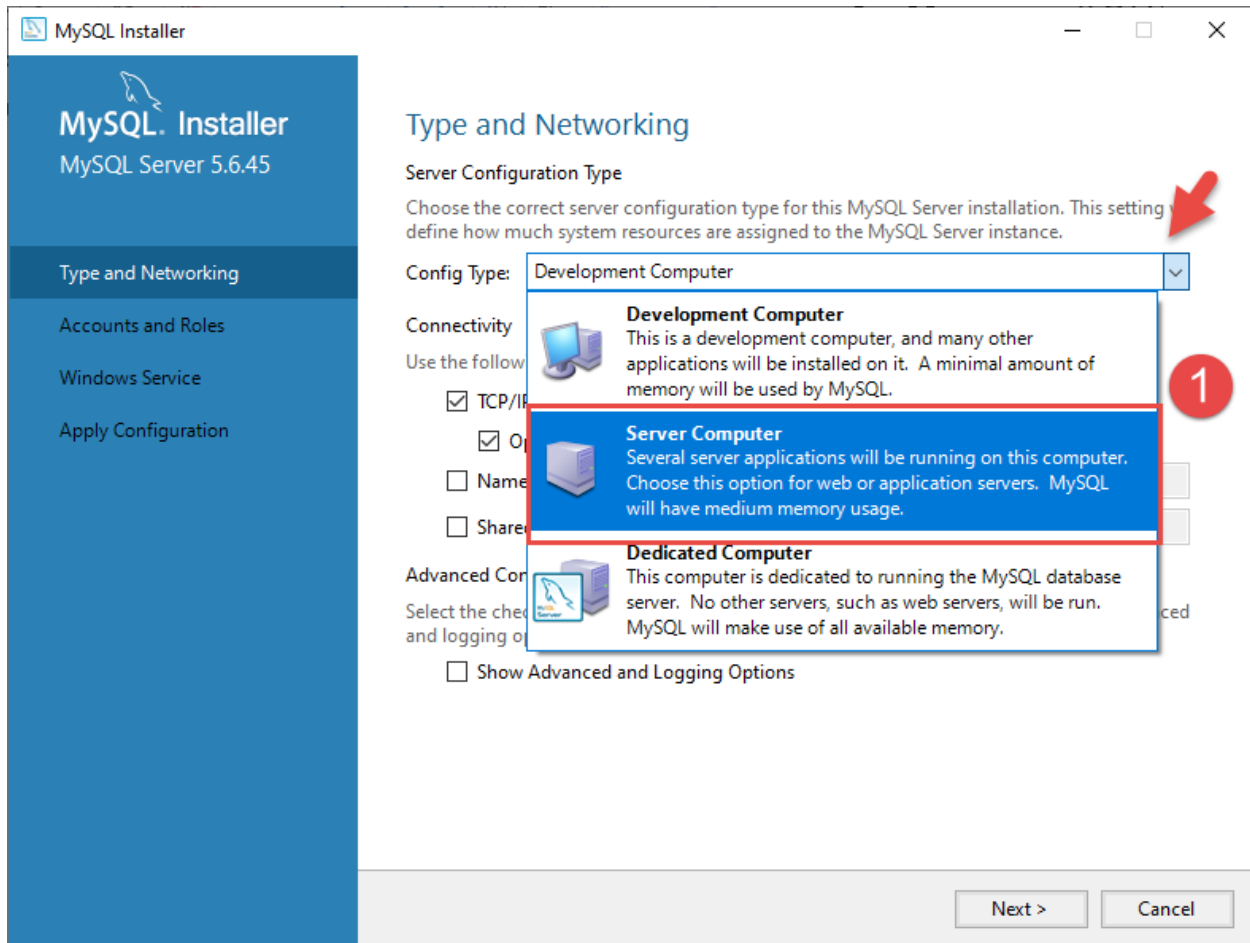 MySQL Installer
MySQL. Installer
MySQL Server 5.6.45
Type and Networking
Accounts and Roles
Windows Service
Apply Configuration
Type and Networking
Server Configuration Type
Choose the correct server configuration type for this MySQL Server installation. This setting
define how much system resources are assigned to the MySQL Server instance.
Config Type: Development Computer
Development Computer
This is a development computer, and many other
applications will be installed on it. A minimal amount of
memory will be used by MySQL.
1
Server Computer
Several server applications will be running on this computer.
Choose this option for web or application servers. MySQL
will have medium memory usage.
Dedicated Computer
This computer is dedicated to running the MySQL database
server. No other servers, such as web servers, will be run.
MySQL will make use of all available memory.
Connectivity
Use the follow
TCP/IP
Name
Shared
Advanced Con
Select the chec
and logging op
Show Advanced and Logging Options
Next >
Cancel